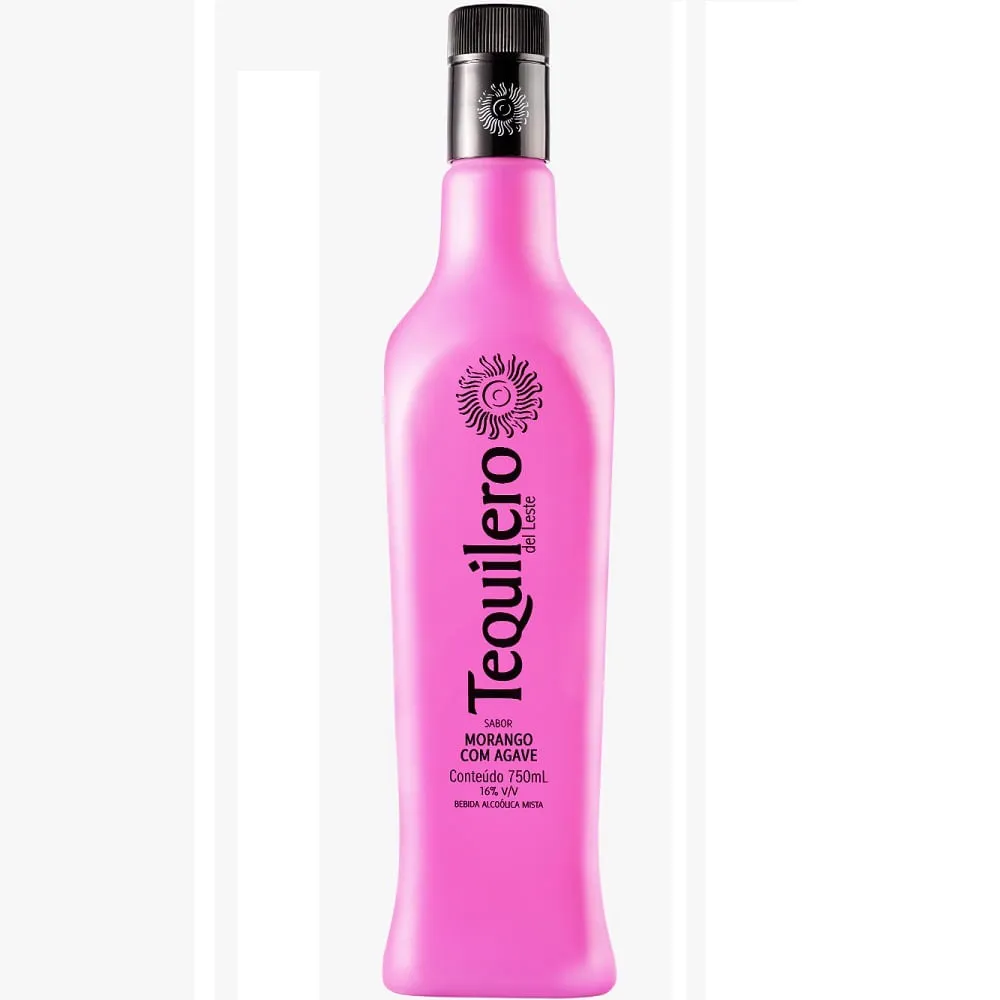 Tequilero
del Leste
SABOR
MORANGO
COM AGAVE
Conteúdo 750mL
16% V/V
BEBIDA ALCOÓLICA MISTA